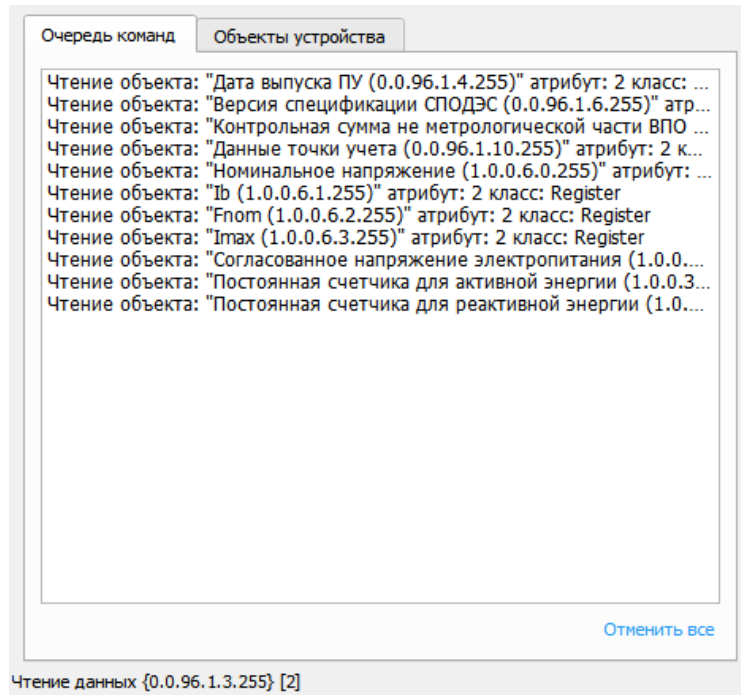 Очередь команд
Объекты устройства
Чтение объекта: "Дата выпуска ПУ (0.0.96.1.4.255)" атрибут: 2 класс: ...
Чтение объекта: "Версия спецификации СПОДЭС (0.0.96.1.6.255)" атр...
Чтение объекта: "Контрольная сумма не метрологической части ВПО ...
Чтение объекта: "Данные точки учета (0.0.96.1.10.255)" атрибут: 2 к...
Чтение объекта: "Номинальное напряжение (1.0.0.6.0.255)" атрибут: ...
Чтение объекта: "Ib (1.0.0.6.1.255)" атрибут: 2 класс: Register
Чтение объекта: "Fnom (1.0.0.6.2.255)" атрибут: 2 класс: Register
Чтение объекта: "Imax (1.0.0.6.3.255)" атрибут: 2 класс: Register
Чтение объекта: "Согласованное напряжение электропитания (1.0.0....
Чтение объекта: "Постоянная счетчика для активной энергии (1.0.0.3...
Чтение объекта: "Постоянная счетчика для реактивной энергии (1.0....
Отменить все
Чтение данных {0.0.96.1.3.255} [2]